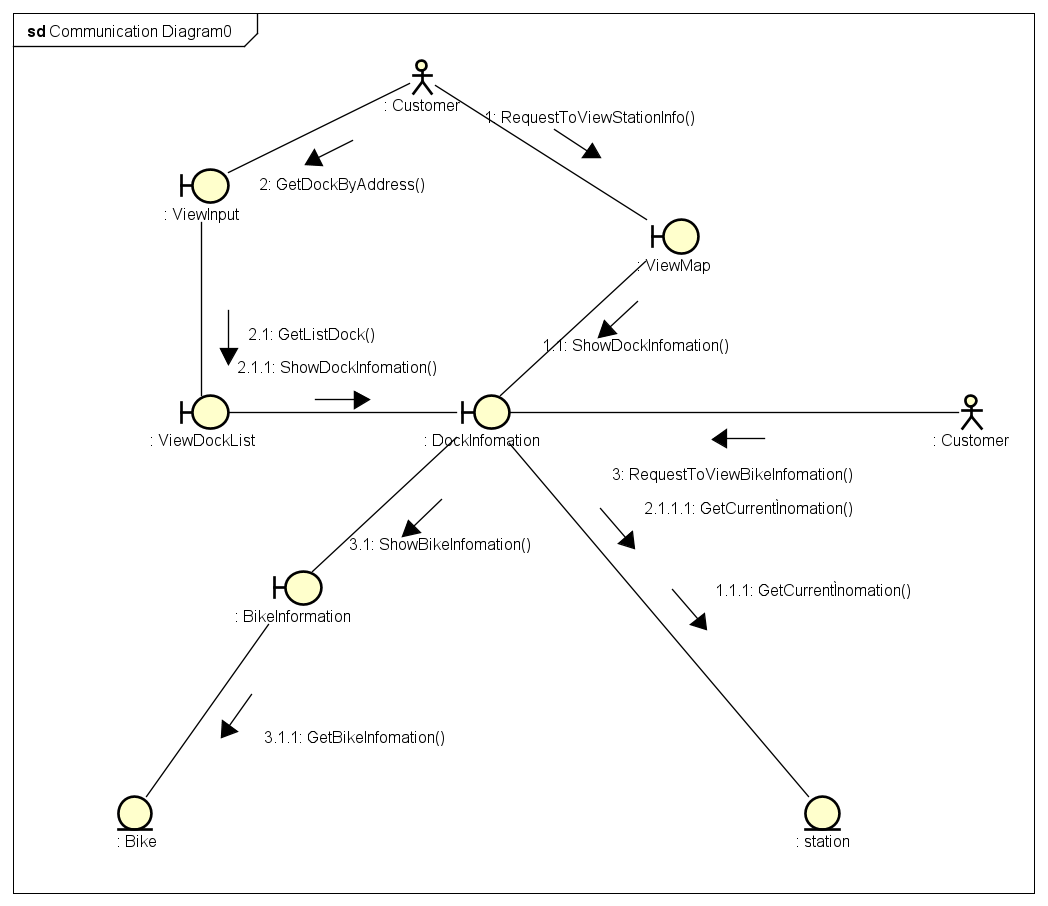 sd Communication Diagram0
: Customer
1: RequestToViewStationInfo()
2: GetDockByAddress()
: ViewInput
: ViewMap
2.1: GetListDock()
1.1: ShowDockInfomation()
2.1.1: ShowDockInfomation()
: ViewDockList
: DockInfomation
: Customer
3: RequestToViewBikeInfomation()
2.1.1.1: GetCurrentÌnomation()
3.1: ShowBikeInfomation()
1.1.1: GetCurrentÌnomation()
: BikeInformation
3.1.1: GetBikeInfomation()
: Bike
: station